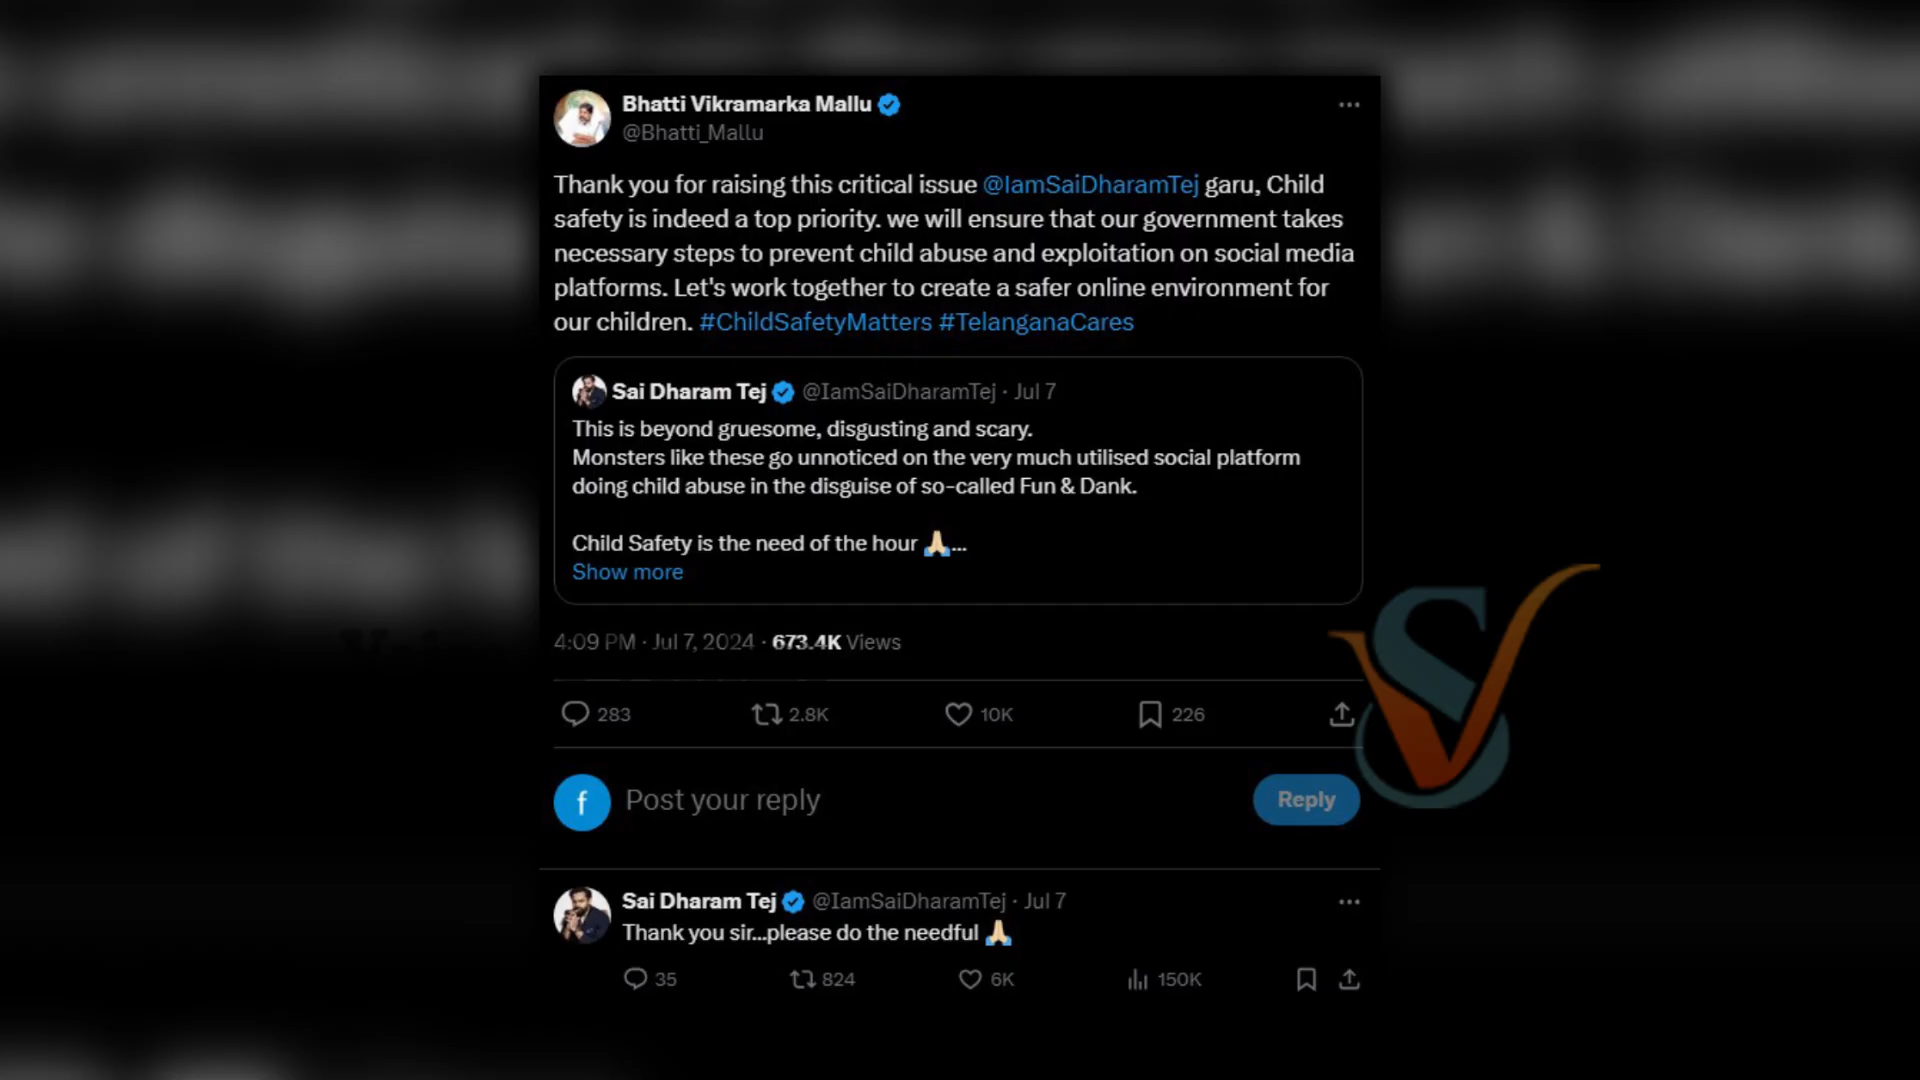 Bhatti Vikramarka Mallu
@Bhatti_Mallu
Thank you for raising this critical issue @IamSaiDharamTej garu, Child
safety is indeed a top priority. we will ensure that our government takes
necessary steps to prevent child abuse and exploitation on social media
platforms. Let's work together to create a safer online environment for
our children. #ChildSafetyMatters #TelanganaCares
Sai Dharam Tej @IamSaiDharamTej · Jul 7
This is beyond gruesome, disgusting and scary.
Monsters like these go unnoticed on the very much utilised social platform
doing child abuse in the disguise of so-called Fun & Dank.
Child Safety is the need of the hour 🙏🏼...
Show more
4:09 PM · Jul 7, 2024 · 673.4K Views
283 2.8K 10K 226
f Post your reply Reply
Sai Dharam Tej @IamSaiDharamTej · Jul 7
Thank you sir...please do the needful 🙏🏼
35 824 6K 150K
SV